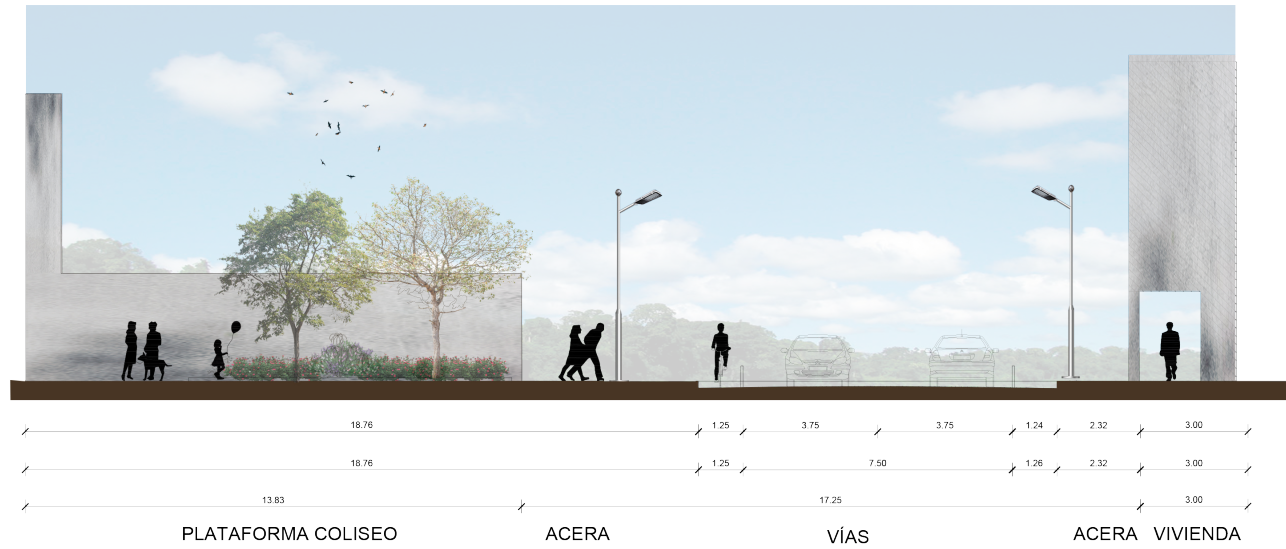 18.76 1.25 3.75 3.75 1.24 2.32 3.00
18.76 1.25 7.50 1.26 2.32 3.00
13.83 17.25 3.00
PLATAFORMA COLISEO ACERA VÍAS ACERA VIVIENDA